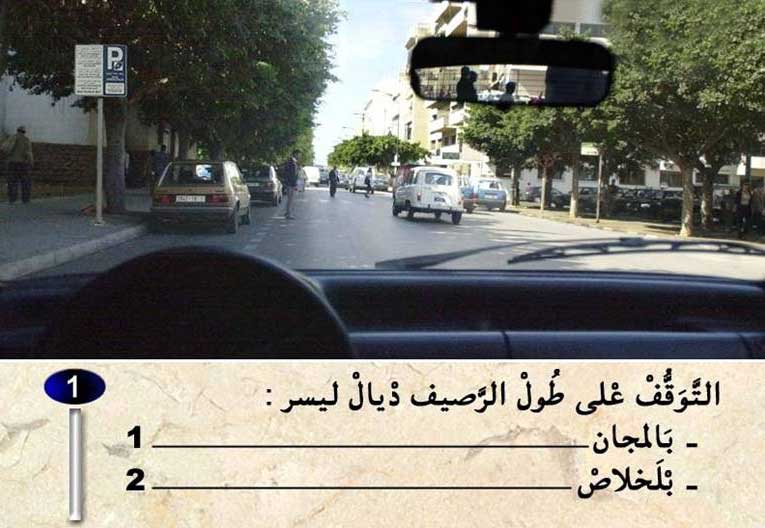 P
1
التَّوَقُّفْ عْلى طُولْ الرَّصيف دْيالْ ليسر :
- بَالمجان 1
- بْلَخلاصْ 2